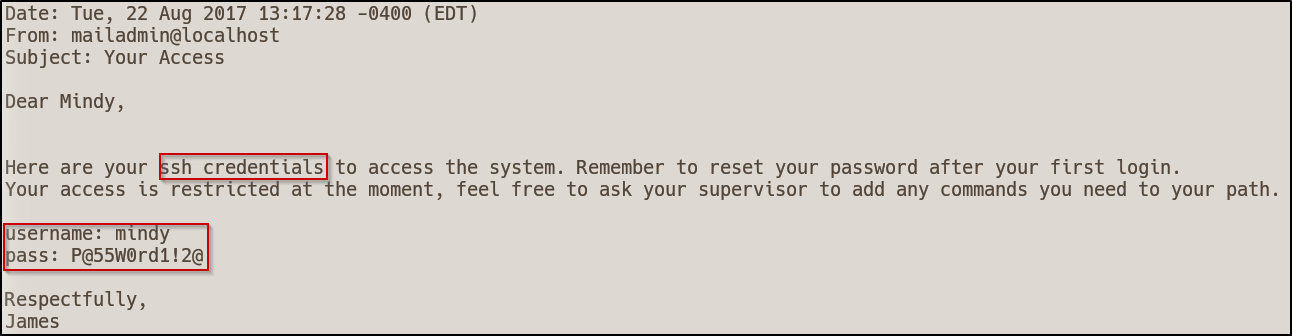 Date: Tue, 22 Aug 2017 13:17:28 -0400 (EDT)
From: mailadmin@localhost
Subject: Your Access
Dear Mindy,
Here are your ssh credentials to access the system. Remember to reset your password after your first login.
Your access is restricted at the moment, feel free to ask your supervisor to add any commands you need to your path.
username: mindy
pass: P@55W0rd1!2@
Respectfully,
James